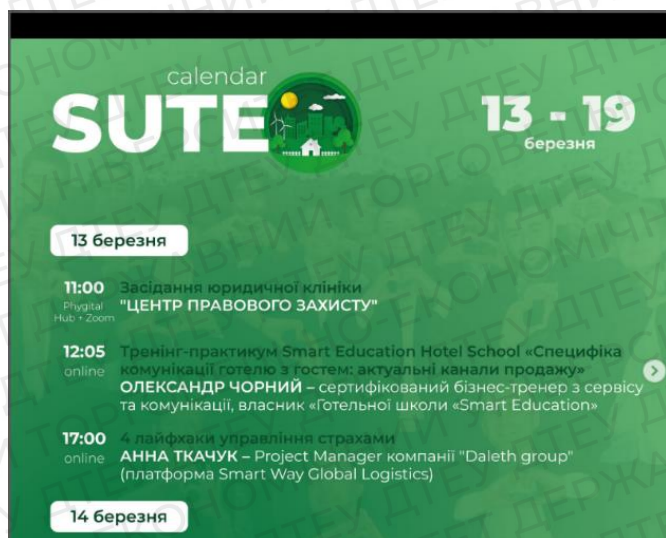 calendar
SUTE
13 - 19
березня
13 березня
11:00 Засідання юридичної клініки
Phygital Hub + Zoom "ЦЕНТР ПРАВОВОГО ЗАХИСТУ"
12:05 Тренінг-практикум Smart Education Hotel School «Специфіка
online комунікації готелю з гостем: актуальні канали продажу»
ОЛЕКСАНДР ЧОРНИЙ – сертифікований бізнес-тренер з сервісу
та комунікації, власник «Готельної школи «Smart Education»
17:00 4 лайфхаки управління страхами
online АННА ТКАЧУК – Project Manager компанії "Daleth group"
(платформа Smart Way Global Logistics)
14 березня